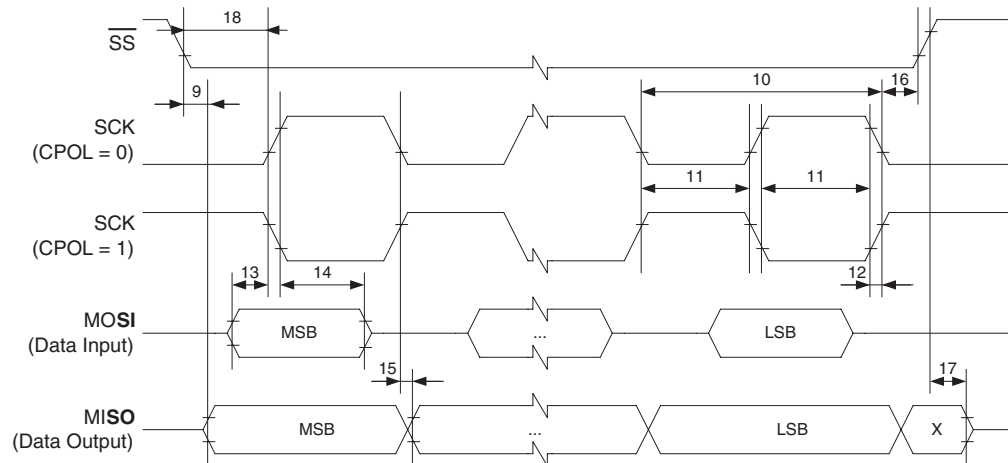 18
SS
10
16
9
SCK
(CPOL = 0)
11
11
SCK
(CPOL = 1)
13
14
12
MOSI
(Data Input)
MSB
...
LSB
15
17
MISO
(Data Output)
MSB
...
LSB
X